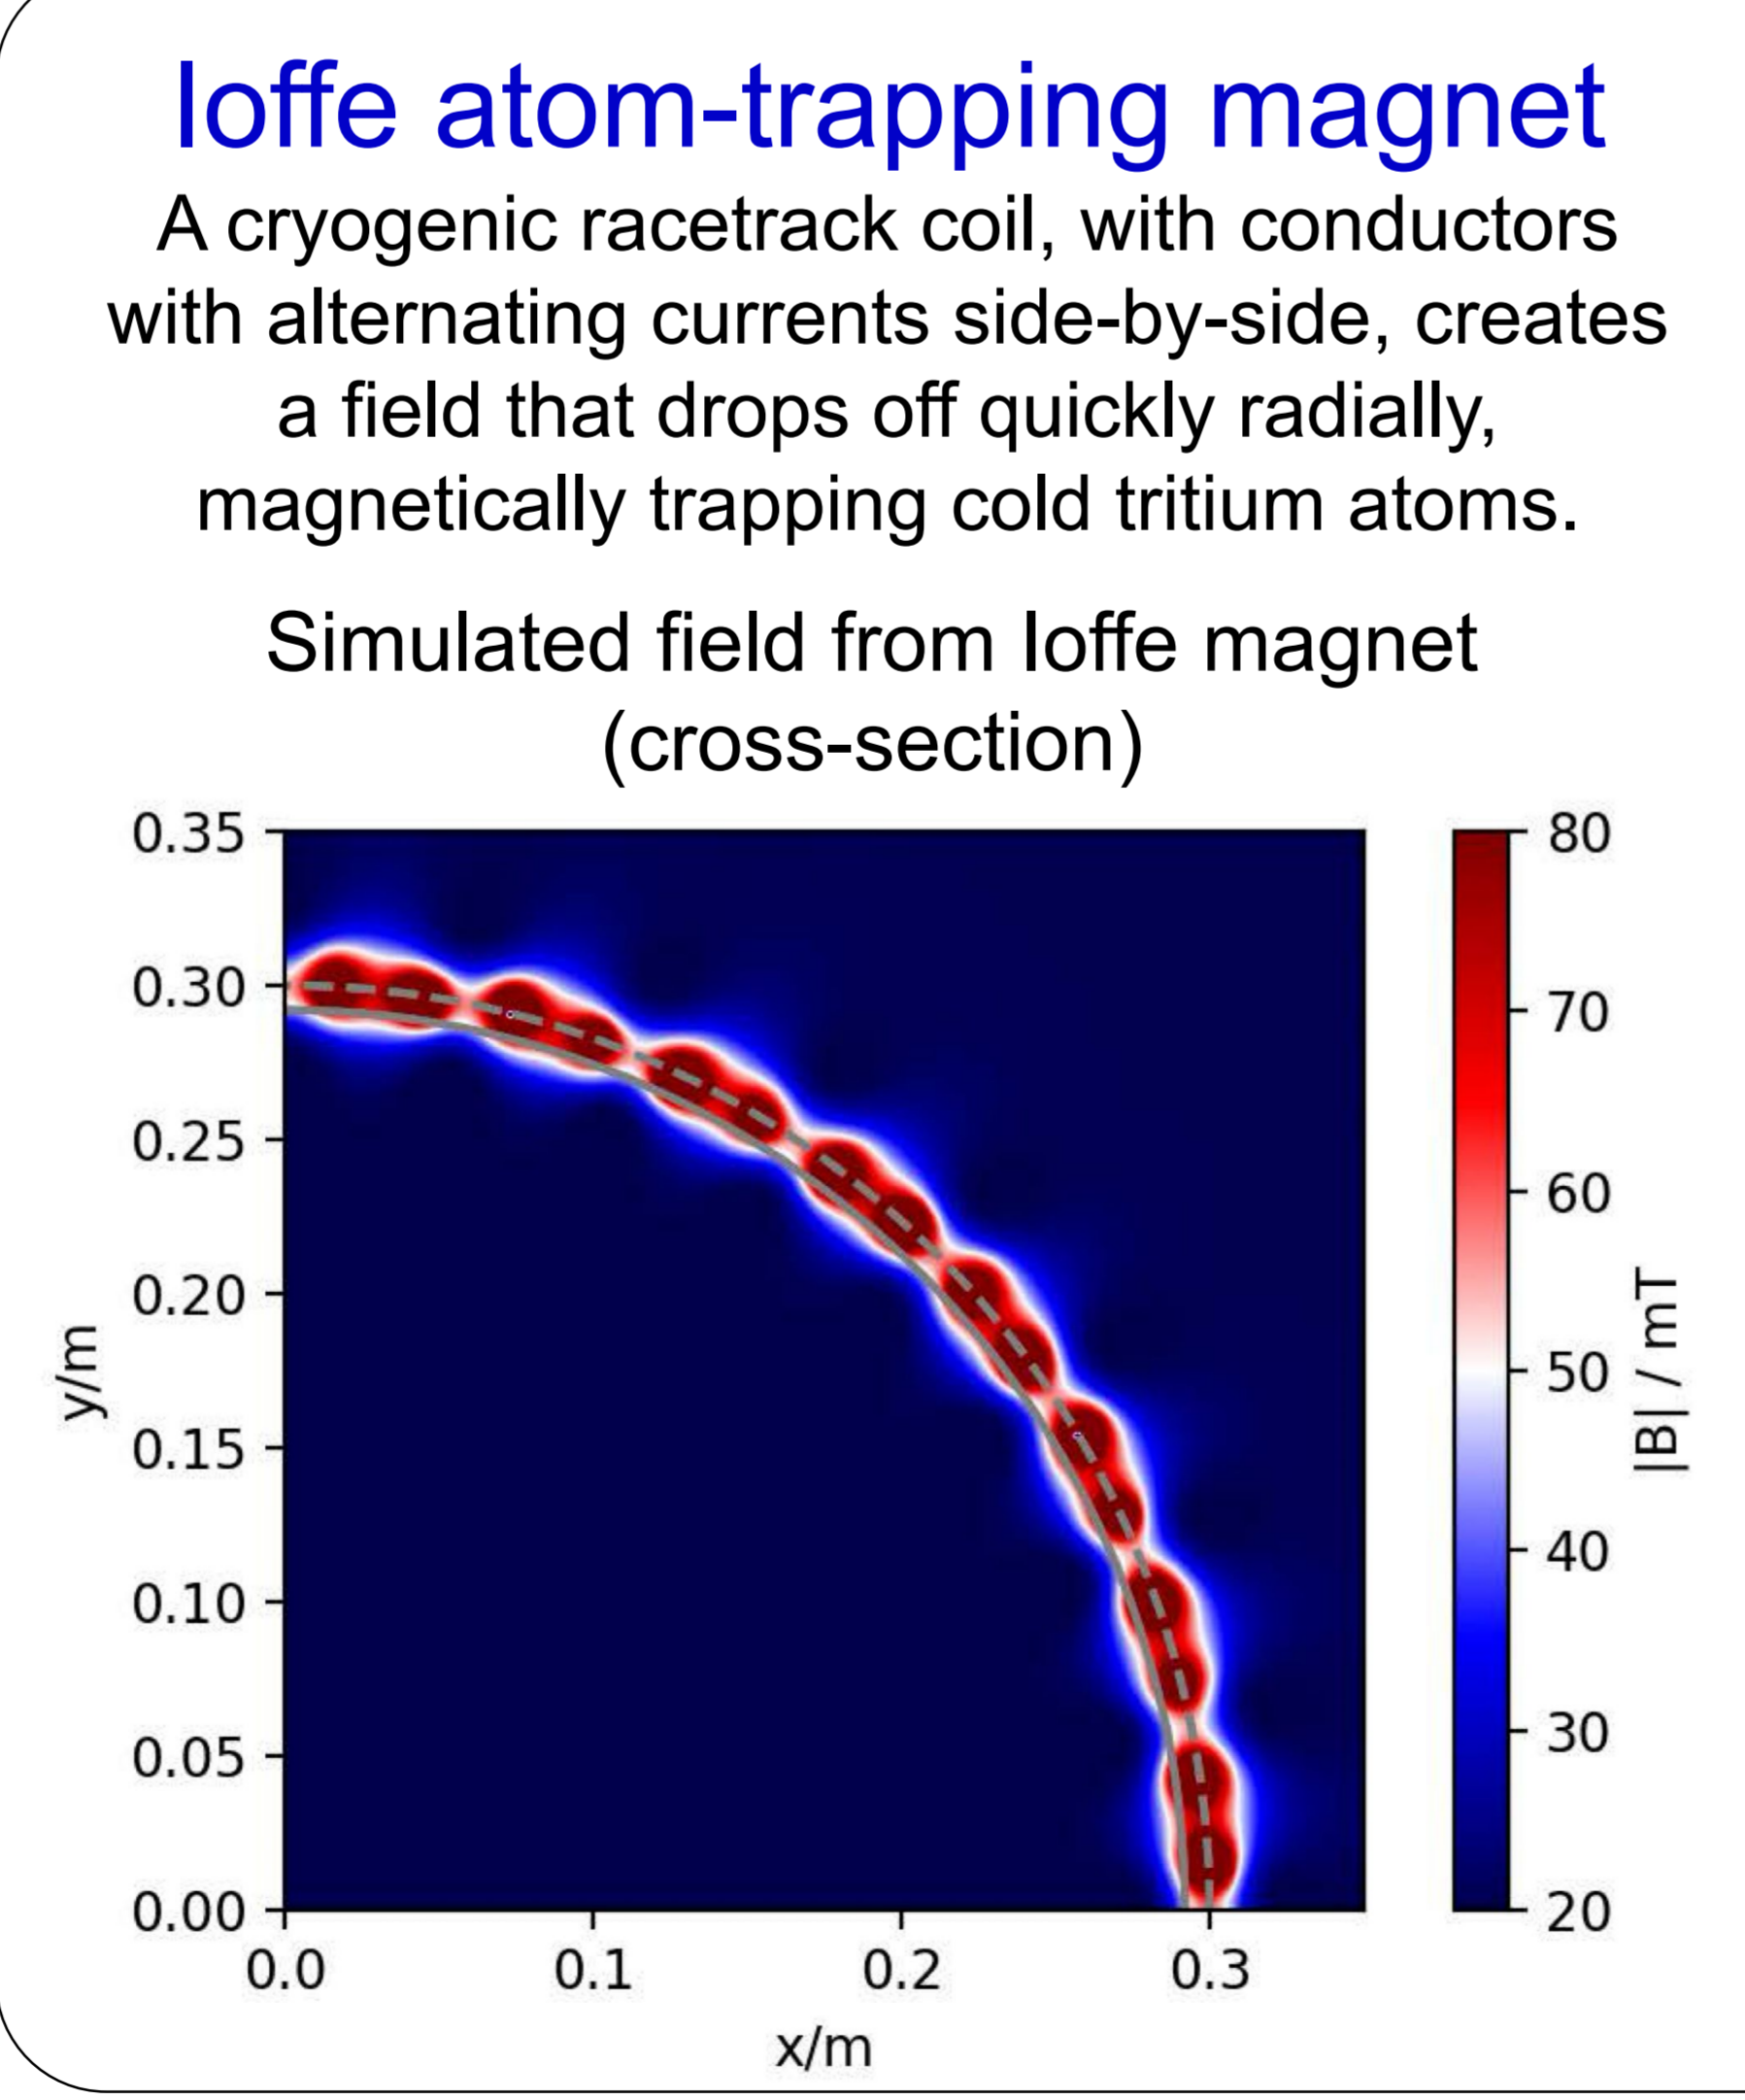 Ioffe atom-trapping magnet
A cryogenic racetrack coil, with conductors
with alternating currents side-by-side, creates
a field that drops off quickly radially,
magnetically trapping cold tritium atoms.
Simulated field from Ioffe magnet
(cross-section)
0.35
0.30
0.25
0.20
0.15
0.10
0.05
0.00
y/m
0.0
0.1
0.2
0.3
x/m
80
70
60
50
40
30
20
|B| / mT